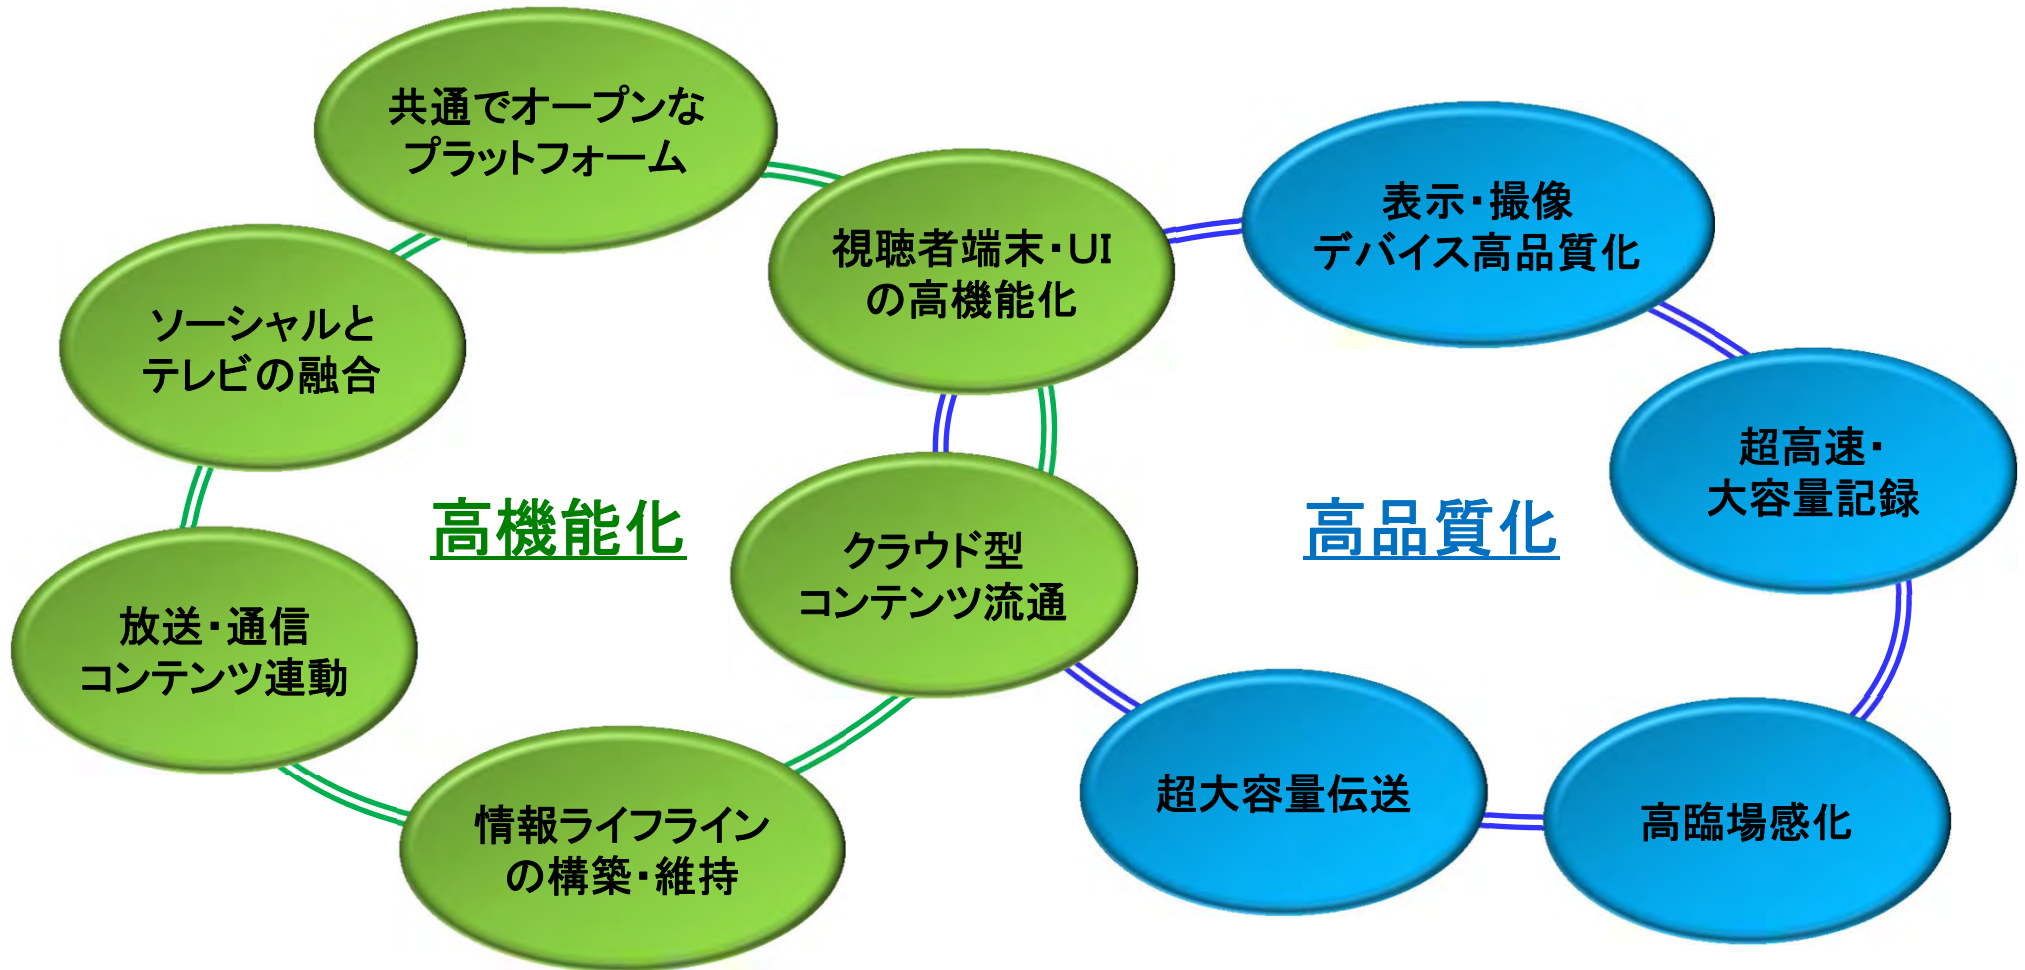 共通でオープンな
プラットフォーム
視聴者端末・UI
の高機能化
表示・撮像
デバイス高品質化
ソーシャルと
テレビの融合
超高速・
大容量記録
高機能化
高品質化
クラウド型
コンテンツ流通
放送・通信
コンテンツ連動
超大容量伝送
高臨場感化
情報ライフライン
の構築・維持